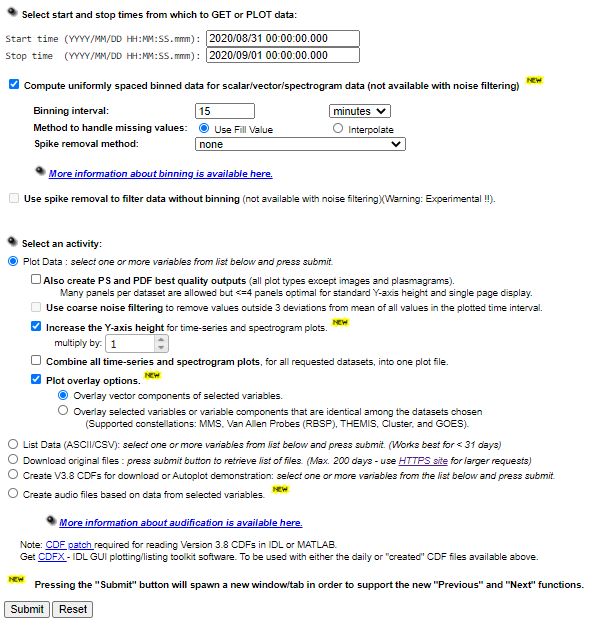 Select start and stop times from which to GET or PLOT data:
Start time (YYYY/MM/DD HH:MM:SS.mmm): 2020/08/31 00:00:00.000
Stop time (YYYY/MM/DD HH:MM:SS.mmm): 2020/09/01 00:00:00.000
Compute uniformly spaced binned data for scalar/vector/spectrogram data (not available with noise filtering) NEW
Binning interval: 15 minutes
Method to handle missing values: Use Fill Value Interpolate
Spike removal method: none
More information about binning is available here.
Use spike removal to filter data without binning (not available with noise filtering)(Warning: Experimental !!).
Select an activity:
Plot Data : select one or more variables from list below and press submit.
Also create PS and PDF best quality outputs (all plot types except images and plasmagrams).
Many panels per dataset are allowed but <=4 panels optimal for standard Y-axis height and single page display.
Use coarse noise filtering to remove values outside 3 deviations from mean of all values in the plotted time interval.
Increase the Y-axis height for time-series and spectrogram plots. NEW
multiply by: 1
Combine all time-series and spectrogram plots, for all requested datasets, into one plot file.
Plot overlay options. NEW
Overlay vector components of selected variables.
Overlay selected variables or variable components that are identical among the datasets chosen
(Supported constellations: MMS, Van Allen Probes (RBSP), THEMIS, Cluster, and GOES).
List Data (ASCII/CSV): select one or more variables from list below and press submit. (Works best for < 31 days)
Download original files : press submit button to retrieve list of files. (Max. 200 days - use HTTPS site for larger requests)
Create V3.8 CDFs for download or Autoplot demonstration: select one or more variables from the list below and press submit.
Create audio files based on data from selected variables. NEW
More information about audification is available here.
Note: CDF patch required for reading Version 3.8 CDFs in IDL or MATLAB.
Get CDFX - IDL GUI plotting/listing toolkit software. To be used with either the daily or "created" CDF files available above.
NEW Pressing the "Submit" button will spawn a new window/tab in order to support the new "Previous" and "Next" functions.
Submit Reset